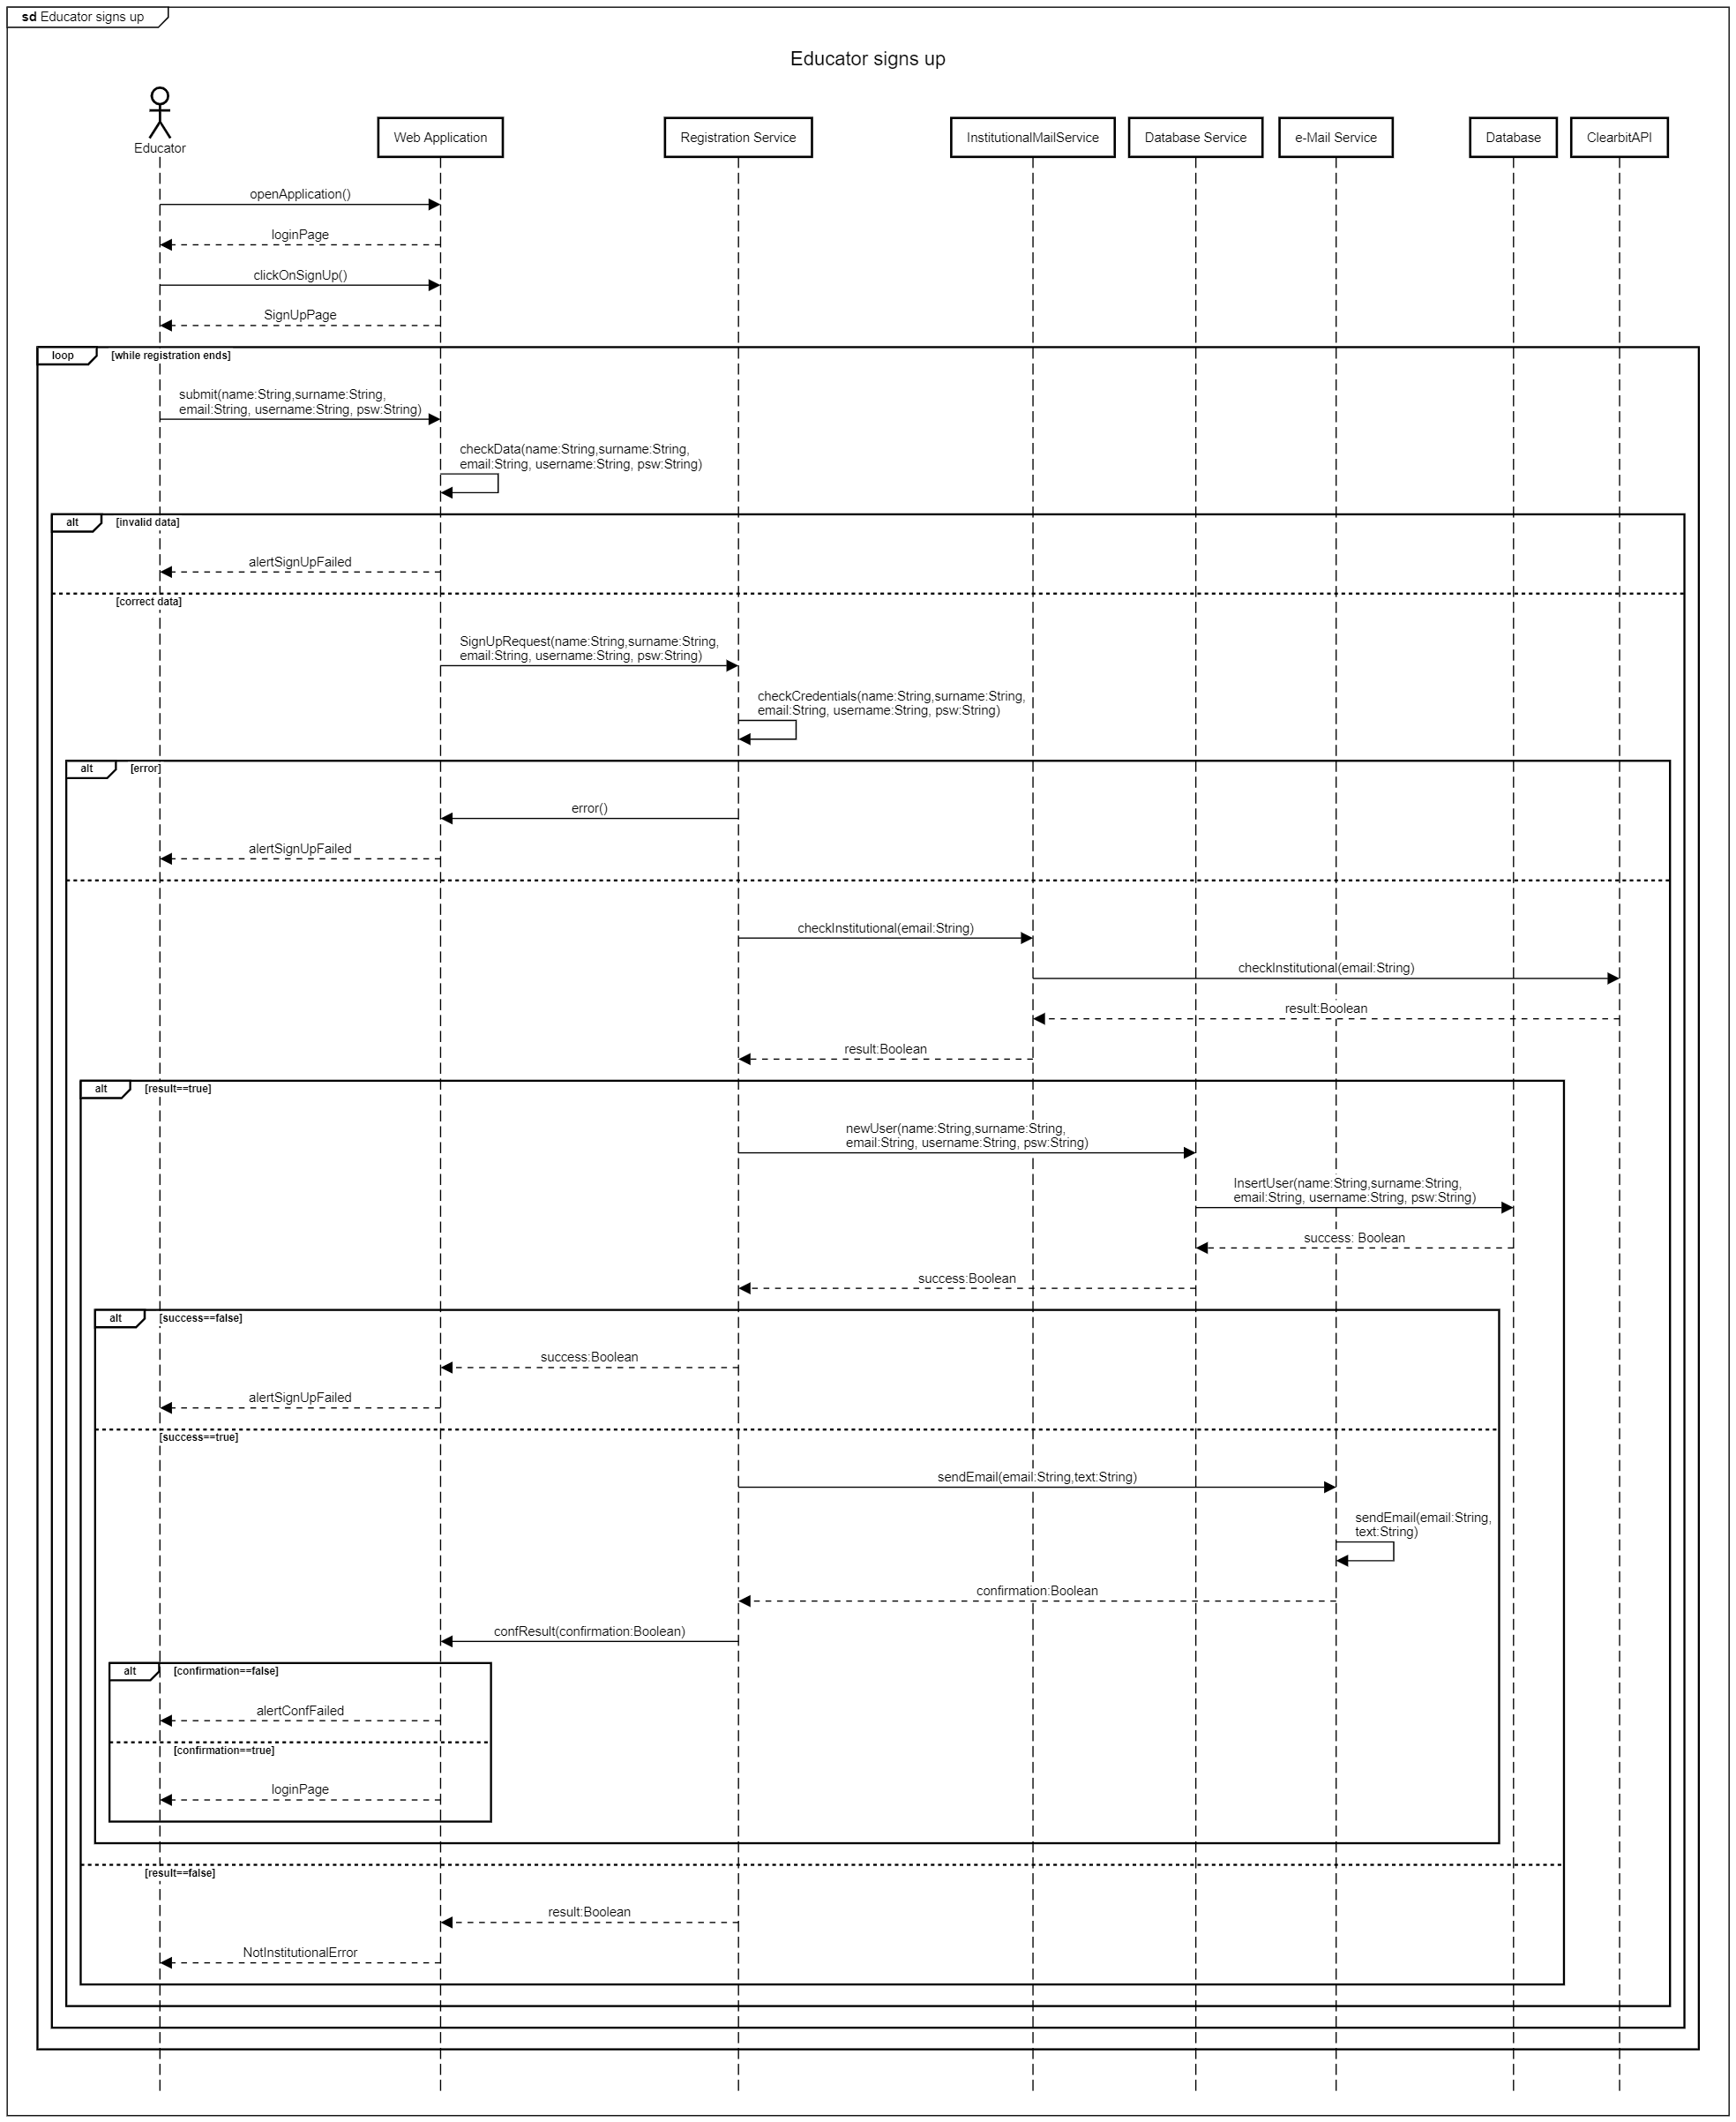 sd Educator signs up
Educator signs up
Educator
Web Application
Registration Service
InstitutionalMailService
Database Service
e-Mail Service
Database
ClearbitAPI
openApplication()
loginPage
clickOnSignUp()
SignUpPage
loop [while registration ends]
submit(name:String,surname:String,
email:String, username:String, psw:String)
checkData(name:String,surname:String,
email:String, username:String, psw:String)
alt [invalid data]
alertSignUpFailed
[correct data]
SignUpRequest(name:String,surname:String,
email:String, username:String, psw:String)
checkCredentials(name:String,surname:String,
email:String, username:String, psw:String)
alt [error]
error()
alertSignUpFailed
checkInstitutional(email:String)
checkInstitutional(email:String)
result:Boolean
result:Boolean
alt [result==true]
newUser(name:String,surname:String,
email:String, username:String, psw:String)
InsertUser(name:String,surname:String,
email:String, username:String, psw:String)
success: Boolean
success:Boolean
alt [success==false]
success:Boolean
alertSignUpFailed
[success==true]
sendEmail(email:String,text:String)
sendEmail(email:String,
text:String)
confirmation:Boolean
confResult(confirmation:Boolean)
alt [confirmation==false]
alertConfFailed
[confirmation==true]
loginPage
[result==false]
result:Boolean
NotInstitutionalError